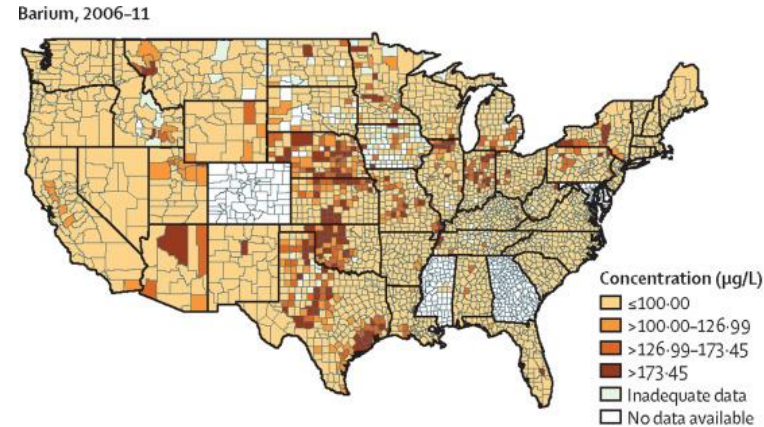 Barium, 2006–11
Concentration (µg/L)
≤100·00
>100·00–126·99
>126·99–173·45
>173·45
Inadequate data
No data available